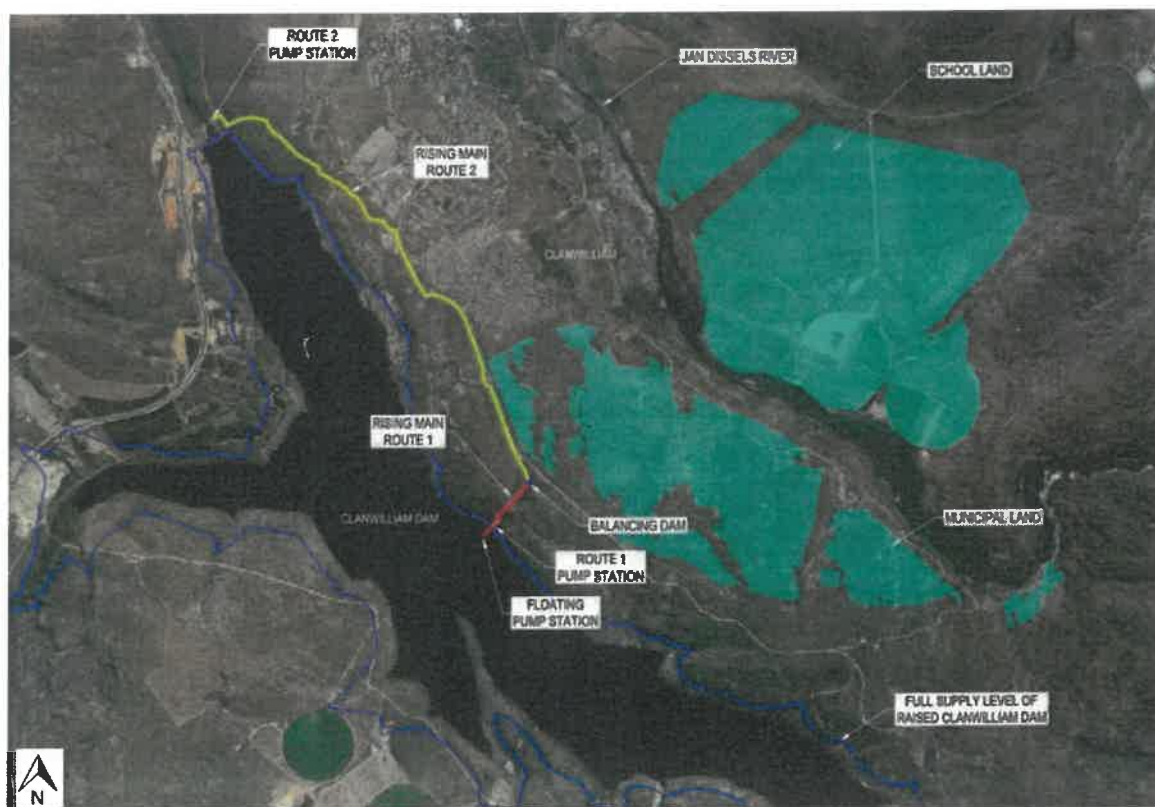 ROUTE 2
PUMP STATION
JAN DISSELS RIVER
SCHOOL LAND
RISING MAIN
ROUTE 2
CLANWILLIAM
RISING MAIN
ROUTE 1
CLANWILLIAM DAM
BALANCING DAM
MUNICIPAL LAND
ROUTE 1
PUMP STATION
FLOATING
PUMP STATION
FULL SUPPLY LEVEL OF
RAISED CLANWILLIAM DAM
N